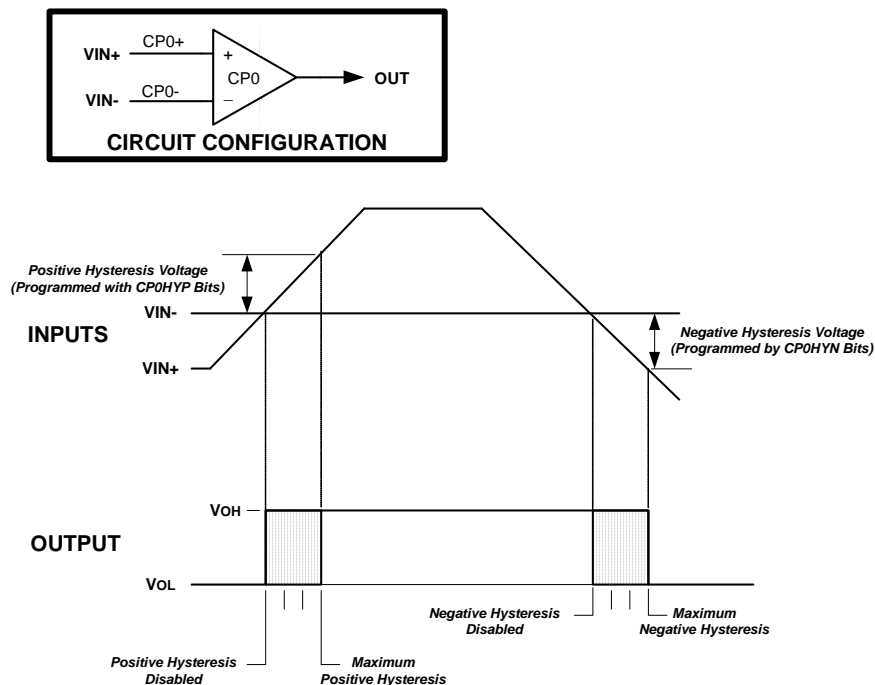 VIN+
CP0+
+
CP0
OUT
VIN-
CP0-
_
CIRCUIT CONFIGURATION
Positive Hysteresis Voltage
(Programmed with CP0HYP Bits)
VIN-
INPUTS
VIN+
Negative Hysteresis Voltage
(Programmed by CP0HYN Bits)
VOH
OUTPUT
VOL
Negative Hysteresis
Disabled
Maximum
Negative Hysteresis
Positive Hysteresis
Disabled
Maximum
Positive Hysteresis